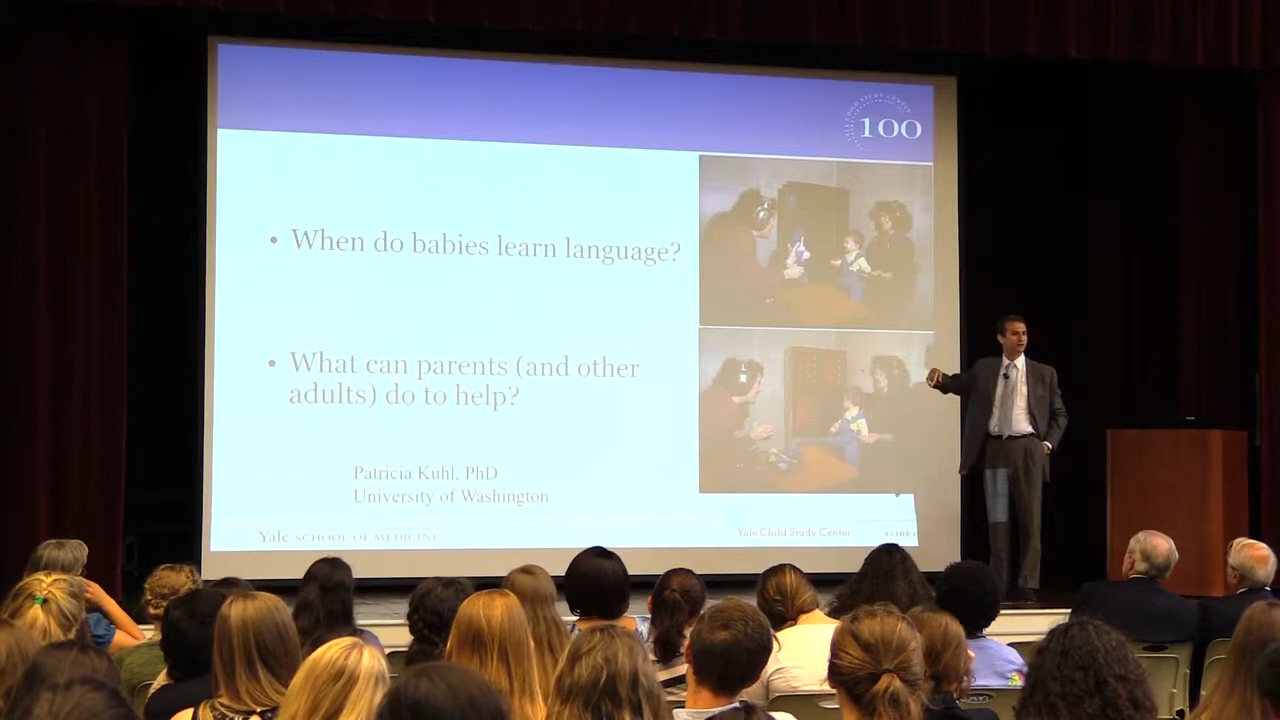 100
• When do babies learn language?
• What can parents (and other
adults) do to help?
Patricia Kuhl, PhD
University of Washington
Yale SCHOOL OF MEDICINE
Yale Child Study Center
SLIDE